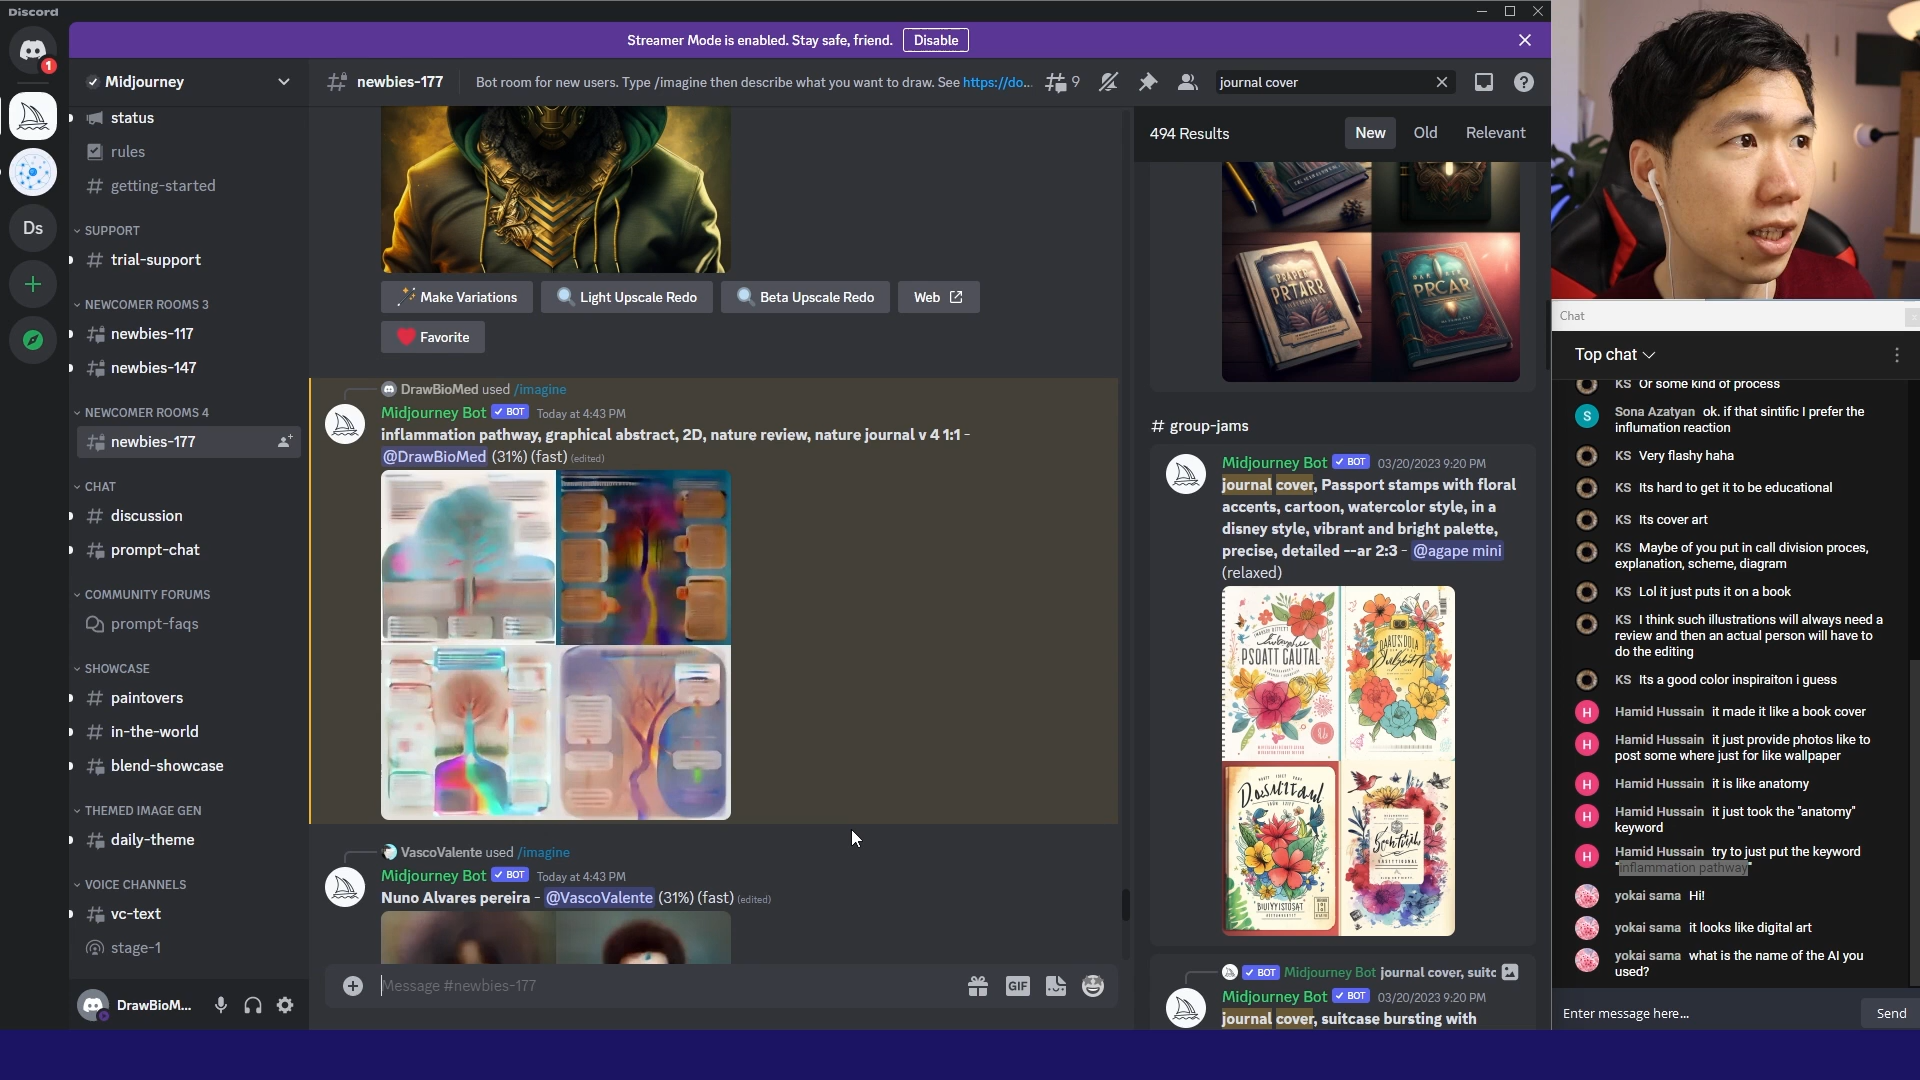 Discord
Streamer Mode is enabled. Stay safe, friend.
Disable
1
Ds
Midjourney
status
rules
getting-started
SUPPORT
trial-support
NEWCOMER ROOMS 3
newbies-117
newbies-147
NEWCOMER ROOMS 4
newbies-177
CHAT
discussion
prompt-chat
COMMUNITY FORUMS
prompt-faqs
SHOWCASE
paintovers
in-the-world
blend-showcase
THEMED IMAGE GEN
daily-theme
VOICE CHANNELS
vc-text
stage-1
DrawBioM...
newbies-177
Bot room for new users. Type /imagine then describe what you want to draw. See https://do...
9
journal cover
Make Variations
Light Upscale Redo
Beta Upscale Redo
Web
Favorite
DrawBioMed used /imagine
Midjourney Bot BOT Today at 4:43 PM
inflammation pathway, graphical abstract, 2D, nature review, nature journal v 4 1:1 -
@DrawBioMed (31%) (fast) (edited)
VascoValente used /imagine
Midjourney Bot BOT Today at 4:43 PM
Nuno Alvares pereira - @VascoValente (31%) (fast) (edited)
Message #newbies-177
GIF
494 Results
New
Old
Relevant
PRTARR
PRCAR
# group-jams
Midjourney Bot BOT 03/20/2023 9:20 PM
journal cover, Passport stamps with floral
accents, cartoon, watercolor style, in a
disney style, vibrant and bright palette,
precise, detailed --ar 2:3 - @agape mini
(relaxed)
PSOATT CAUTAL
BOT Midjourney Bot journal cover, suitc
Midjourney Bot BOT 03/20/2023 9:20 PM
journal cover, suitcase bursting with
Chat
Top chat
KS Or some kind of process
S
Sona Azatyan ok. if that sintific I prefer the
influmation reaction
KS Very flashy haha
KS Its hard to get it to be educational
KS Its cover art
KS Maybe of you put in call division proces,
explanation, scheme, diagram
KS Lol it just puts it on a book
KS I think such illustrations will always need a
review and then an actual person will have to
do the editing
KS Its a good color inspiraiton i guess
H
Hamid Hussain it made it like a book cover
H
Hamid Hussain it just provide photos like to
post some where just for like wallpaper
H
Hamid Hussain it is like anatomy
H
Hamid Hussain it just took the "anatomy"
keyword
H
Hamid Hussain try to just put the keyword
"inflammation pathway"
yokai sama Hi!
yokai sama it looks like digital art
yokai sama what is the name of the AI you
used?
Enter message here...
Send